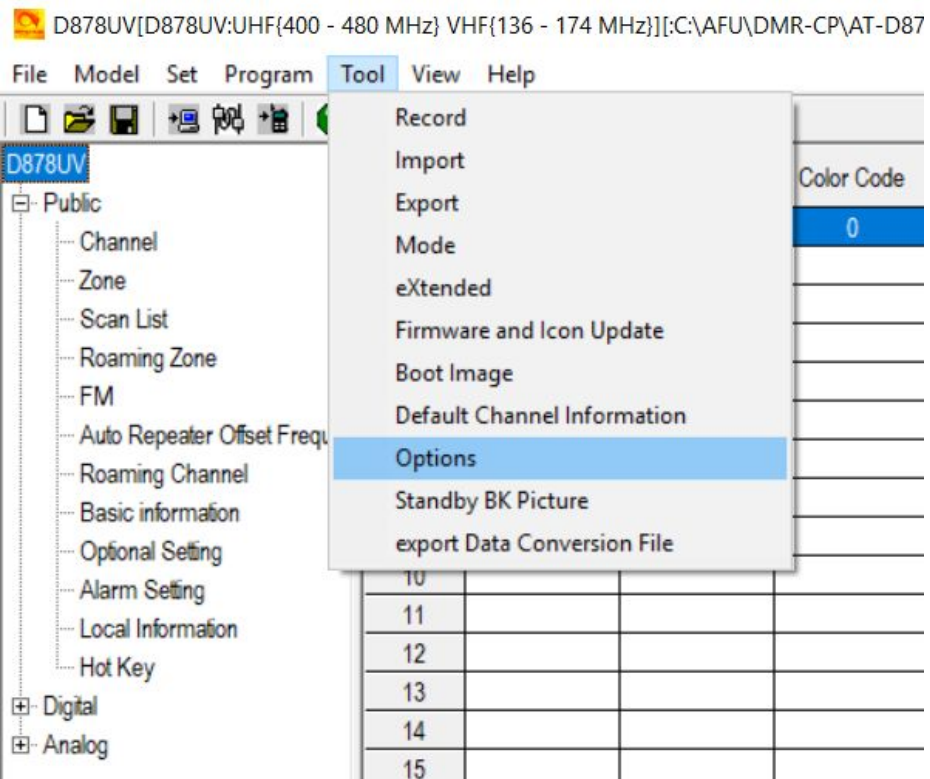 D878UV[D878UV:UHF{400 - 480 MHz} VHF{136 - 174 MHz}][:C:\AFU\DMR-CP\AT-D87
File Model Set Program Tool View Help
Record
Import
Export
Mode
eXtended
Firmware and Icon Update
Boot Image
Default Channel Information
Options
Standby BK Picture
export Data Conversion File
D878UV
Public
Channel
Zone
Scan List
Roaming Zone
FM
Auto Repeater Offset Frequ
Roaming Channel
Basic information
Optional Setting
Alarm Setting
Local Information
Hot Key
Digital
Analog
Color Code
0
10
11
12
13
14
15